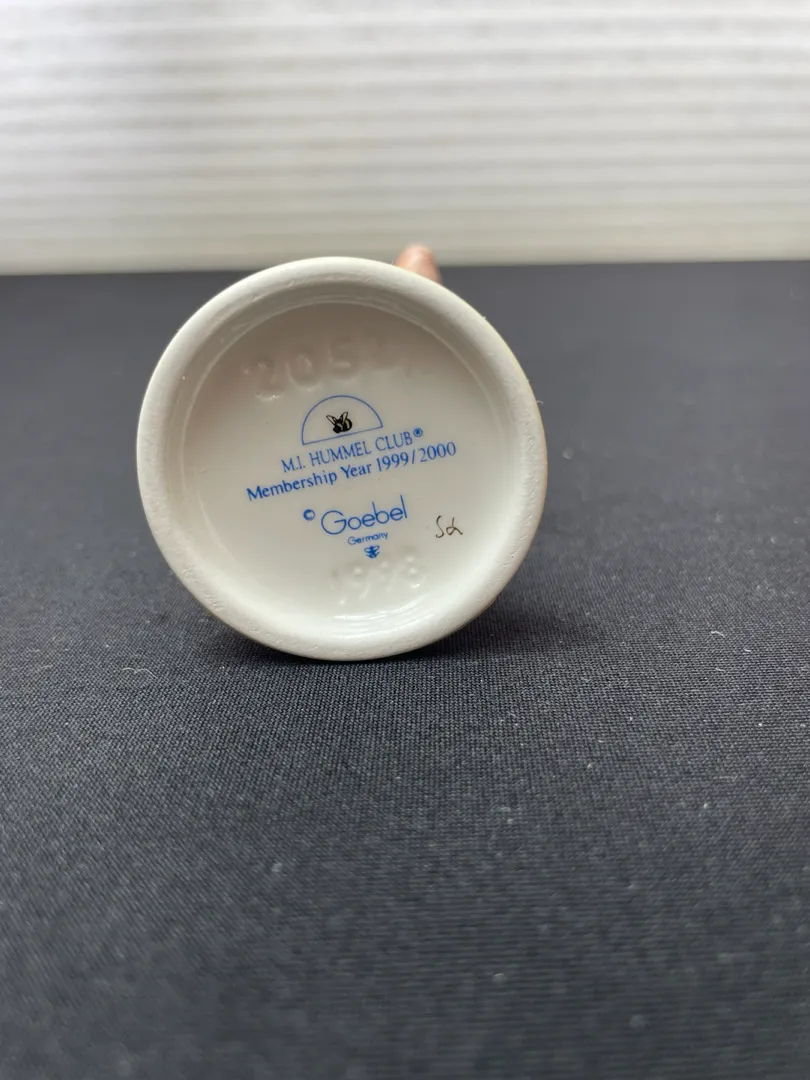 M.I. HUMMEL CLUB®
Membership Year 1999/2000
© Goebel
Germany